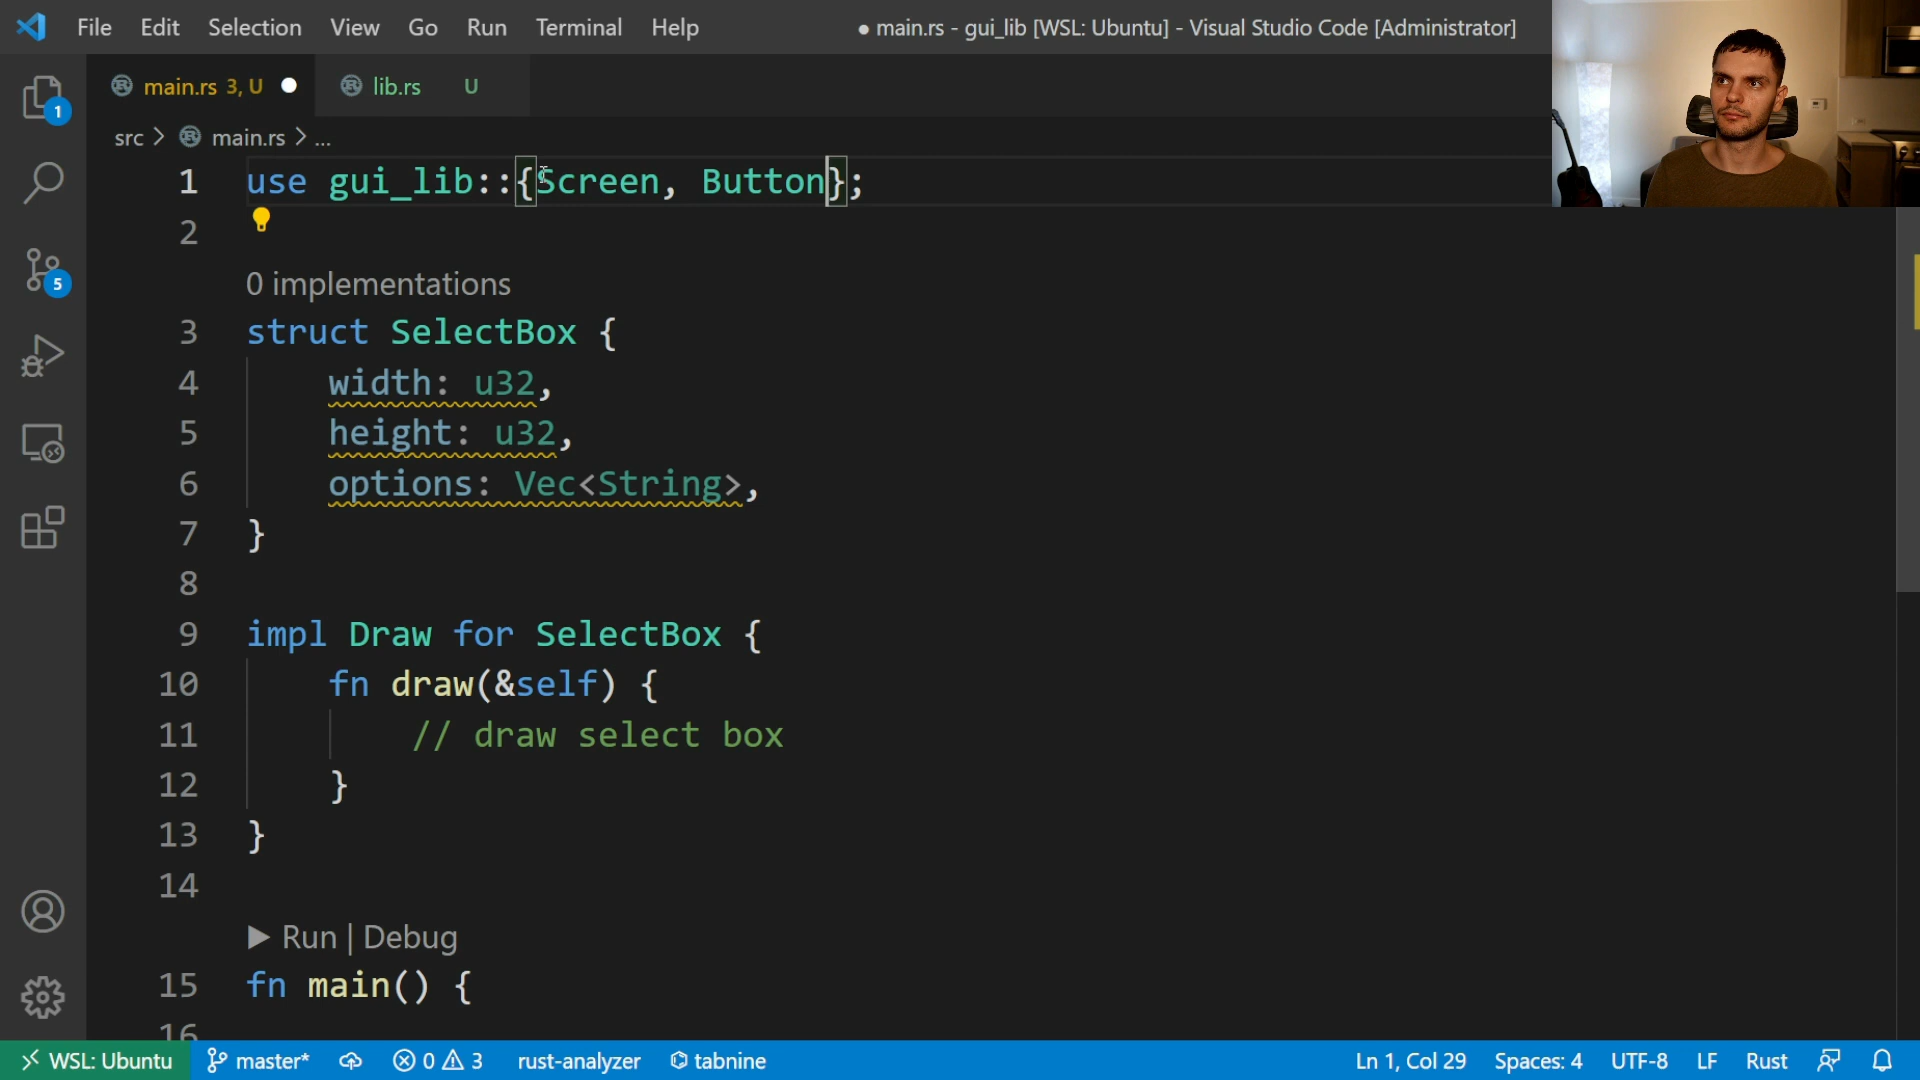 File Edit Selection View Go Run Terminal Help ● main.rs - gui_lib [WSL: Ubuntu] - Visual Studio Code [Administrator]
main.rs 3, U ● lib.rs U
1
src > main.rs > ...
1 use gui_lib::{Screen, Button};
2
5
0 implementations
3 struct SelectBox {
4 width: u32,
5 height: u32,
6 options: Vec<String>,
7 }
8
9 impl Draw for SelectBox {
10 fn draw(&self) {
11 // draw select box
12 }
13 }
14
▶ Run | Debug
15 fn main() {
16
WSL: Ubuntu master* 0 3 rust-analyzer tabnine Ln 1, Col 29 Spaces: 4 UTF-8 LF Rust